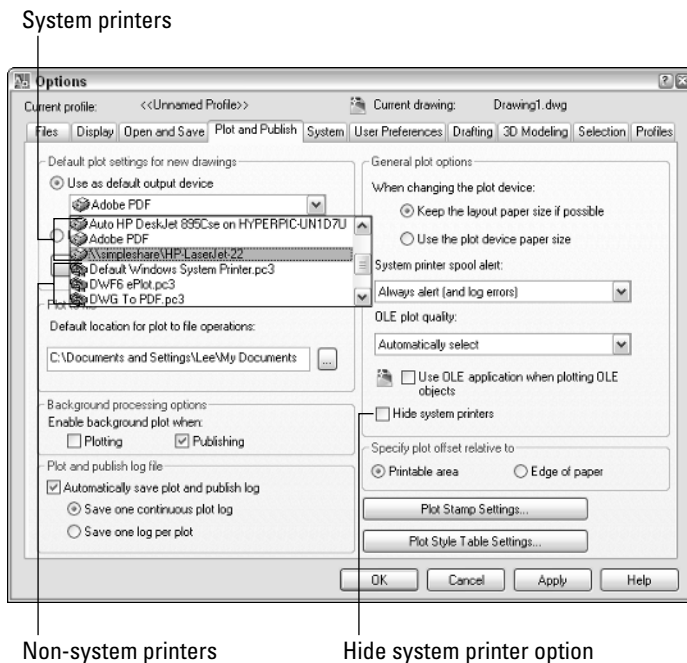 System printers
Options
Current profile: <<Unnamed Profile>> Current drawing: Drawing1.dwg
Files Display Open and Save Plot and Publish System User Preferences Drafting 3D Modeling Selection Profiles
Default plot settings for new drawings
Use as default output device
Adobe PDF
Auto HP DeskJet 895Cse on HYPERPIC-UN1D7U
Adobe PDF
\\simpleshare\HP-LaserJet-22
Default Windows System Printer.pc3
DWF6 ePlot.pc3
DWG To PDF.pc3
Plot to file
Default location for plot to file operations:
C:\Documents and Settings\Lee\My Documents ...
Background processing options
Enable background plot when:
Plotting Publishing
Plot and publish log file
Automatically save plot and publish log
Save one continuous plot log
Save one log per plot
General plot options
When changing the plot device:
Keep the layout paper size if possible
Use the plot device paper size
System printer spool alert:
Always alert (and log errors)
OLE plot quality:
Automatically select
Use OLE application when plotting OLE
objects
Hide system printers
Specify plot offset relative to
Printable area Edge of paper
Plot Stamp Settings...
Plot Style Table Settings...
OK Cancel Apply Help
Non-system printers Hide system printer option